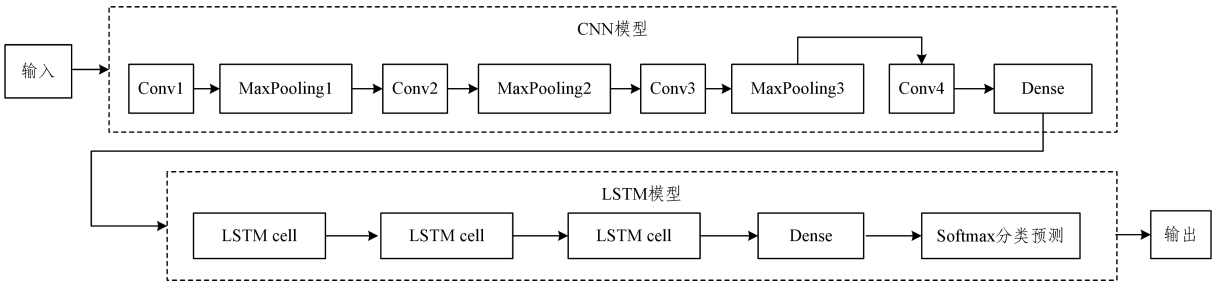 CNN模型
输入
Conv1
MaxPooling1
Conv2
MaxPooling2
Conv3
MaxPooling3
Conv4
Dense
LSTM模型
LSTM cell
LSTM cell
LSTM cell
Dense
Softmax分类预测
输出